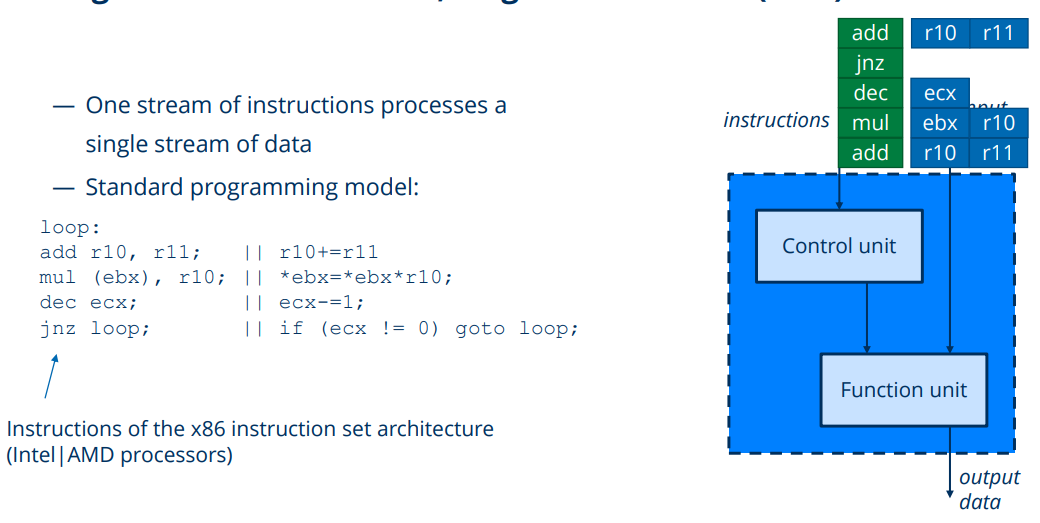 — One stream of instructions processes a
single stream of data
— Standard programming model:
loop:
add r10, r11; || r10+=r11
mul (ebx), r10; || *ebx=*ebx*r10;
dec ecx; || ecx-=1;
jnz loop; || if (ecx != 0) goto loop;
Instructions of the x86 instruction set architecture
(Intel|AMD processors)
add r10 r11
jnz
dec ecx
instructions
mul ebx r10
add r10 r11
Control unit
Function unit
output
data